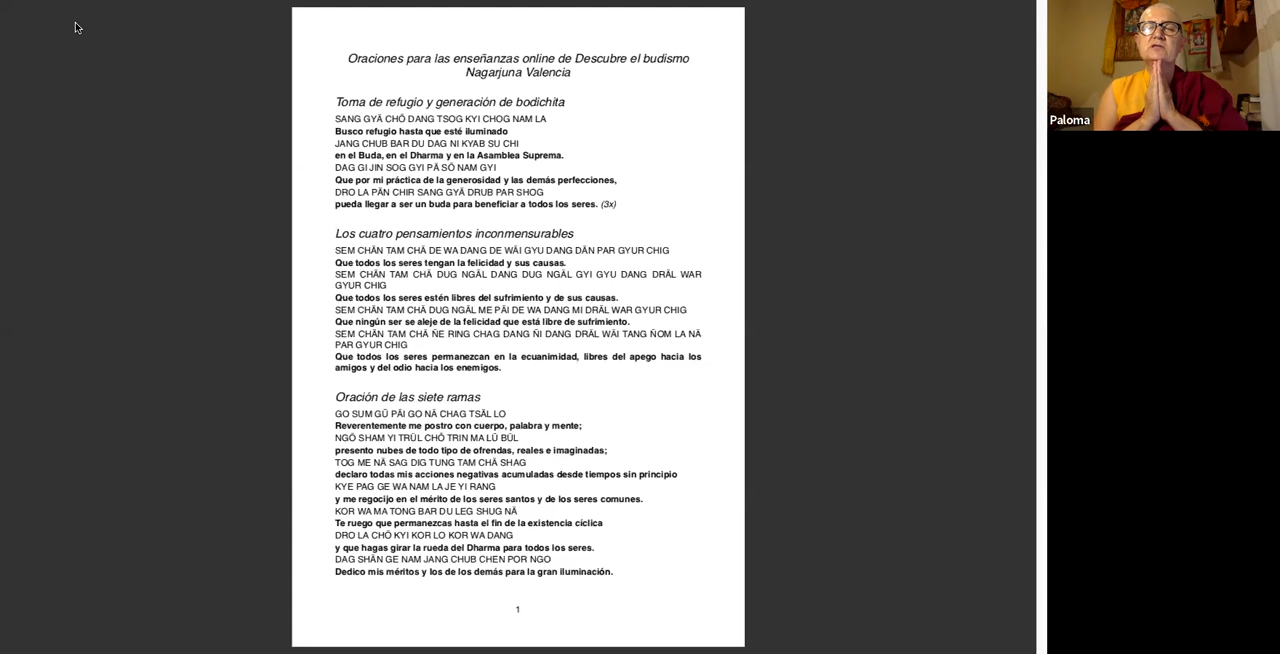 Oraciones para las enseñanzas online de Descubre el budismo
Nagarjuna Valencia
Toma de refugio y generación de bodichita
SANG GYÄ CHÖ DANG TSOG KYI CHOG NAM LA
Busco refugio hasta que esté iluminado
JANG CHUB BAR DU DAG NI KYAB SU CHI
en el Buda, en el Dharma y en la Asamblea Suprema.
DAG GI JIN SOG GYI PÄ SÖ NAM GYI
Que por mi práctica de la generosidad y las demás perfecciones,
DRO LA PÄN CHIR SANG GYÄ DRUB PAR SHOG
pueda llegar a ser un buda para beneficiar a todos los seres. (3x)
Los cuatro pensamientos inconmensurables
SEM CHÄN TAM CHÄ DE WA DANG DE WÄI GYU DANG DÄN PAR GYUR CHIG
Que todos los seres tengan la felicidad y sus causas.
SEM CHÄN TAM CHÄ DUG NGÄL DANG DUG NGÄL GYI GYU DANG DRÄL WAR
GYUR CHIG
Que todos los seres estén libres del sufrimiento y de sus causas.
SEM CHÄN TAM CHÄ DUG NGÄL ME PÄI DE WA DANG MI DRÄL WAR GYUR CHIG
Que ningún ser se aleje de la felicidad que está libre de sufrimiento.
SEM CHÄN TAM CHÄ ÑE RING CHAG DANG ÑI DANG DRÄL WÄI TANG ÑOM LA NÄ
PAR GYUR CHIG
Que todos los seres permanezcan en la ecuanimidad, libres del apego hacia los
amigos y del odio hacia los enemigos.
Oración de las siete ramas
GO SUM GÜ PÄI GO NÄ CHAG TSÄL LO
Reverentemente me postro con cuerpo, palabra y mente;
NGÖ SHAM YI TRÜL CHÖ TRIN MA LÜ BÜL
presento nubes de todo tipo de ofrendas, reales e imaginadas;
TOG ME NÄ SAG DIG TUNG TAM CHÄ SHAG
declaro todas mis acciones negativas acumuladas desde tiempos sin principio
KYE PAG GE WA NAM LA JE YI RANG
y me regocijo en el mérito de los seres santos y de los seres comunes.
KOR WA MA TONG BAR DU LEG SHUG NÄ
Te ruego que permanezcas hasta el fin de la existencia cíclica
DRO LA CHÖ KYI KOR LO KOR WA DANG
y que hagas girar la rueda del Dharma para todos los seres.
DAG SHÄN GE NAM JANG CHUB CHEN POR NGO
Dedico mis méritos y los de los demás para la gran iluminación.
1
Paloma